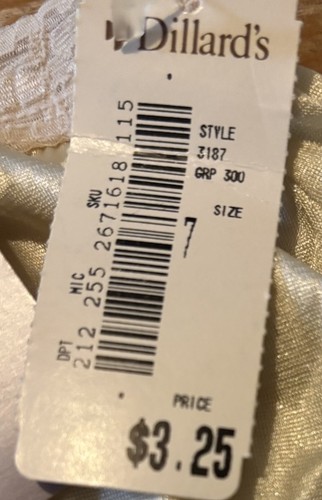 Dillard's
STYLE
3187
GRP 300
SIZE
7
DPT MIC SKU
212 255 2671618 115
PRICE
$3.25